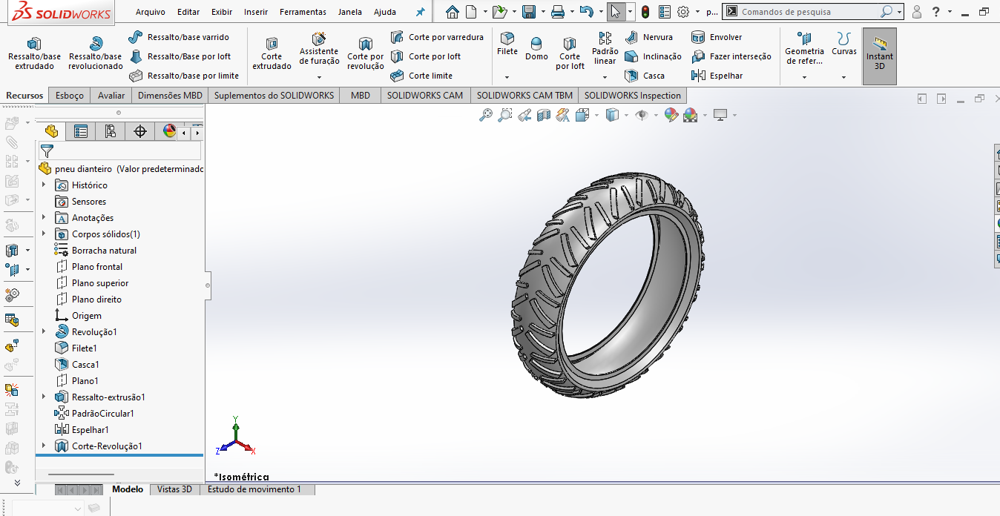 SOLIDWORKS
Arquivo Editar Exibir Inserir Ferramentas Janela Ajuda
p...
Comandos de pesquisa
?
Ressalto/base extrudado
Ressalto/base revolucionado
Ressalto/base varrido
Ressalto/Base por loft
Ressalto/base por limite
Corte extrudado
Assistente de furação
Corte por revolução
Corte por varredura
Corte por loft
Corte limite
Filete
Domo
Corte por loft
Padrão linear
Nervura
Inclinação
Casca
Envolver
Fazer interseção
Espelhar
Geometria de refer...
Curvas
Instant 3D
Recursos Esboço Avaliar Dimensões MBD Suplementos do SOLIDWORKS MBD SOLIDWORKS CAM SOLIDWORKS CAM TBM SOLIDWORKS Inspection
pneu dianteiro (Valor predeterminado
Histórico
Sensores
Anotações
Corpos sólidos(1)
Borracha natural
Plano frontal
Plano superior
Plano direito
Origem
Revolução1
Filete1
Casca1
Plano1
Ressalto-extrusão1
PadrãoCircular1
Espelhar1
Corte-Revolução1
Y
Z
X
*Isométrica
Modelo Vistas 3D Estudo de movimento 1